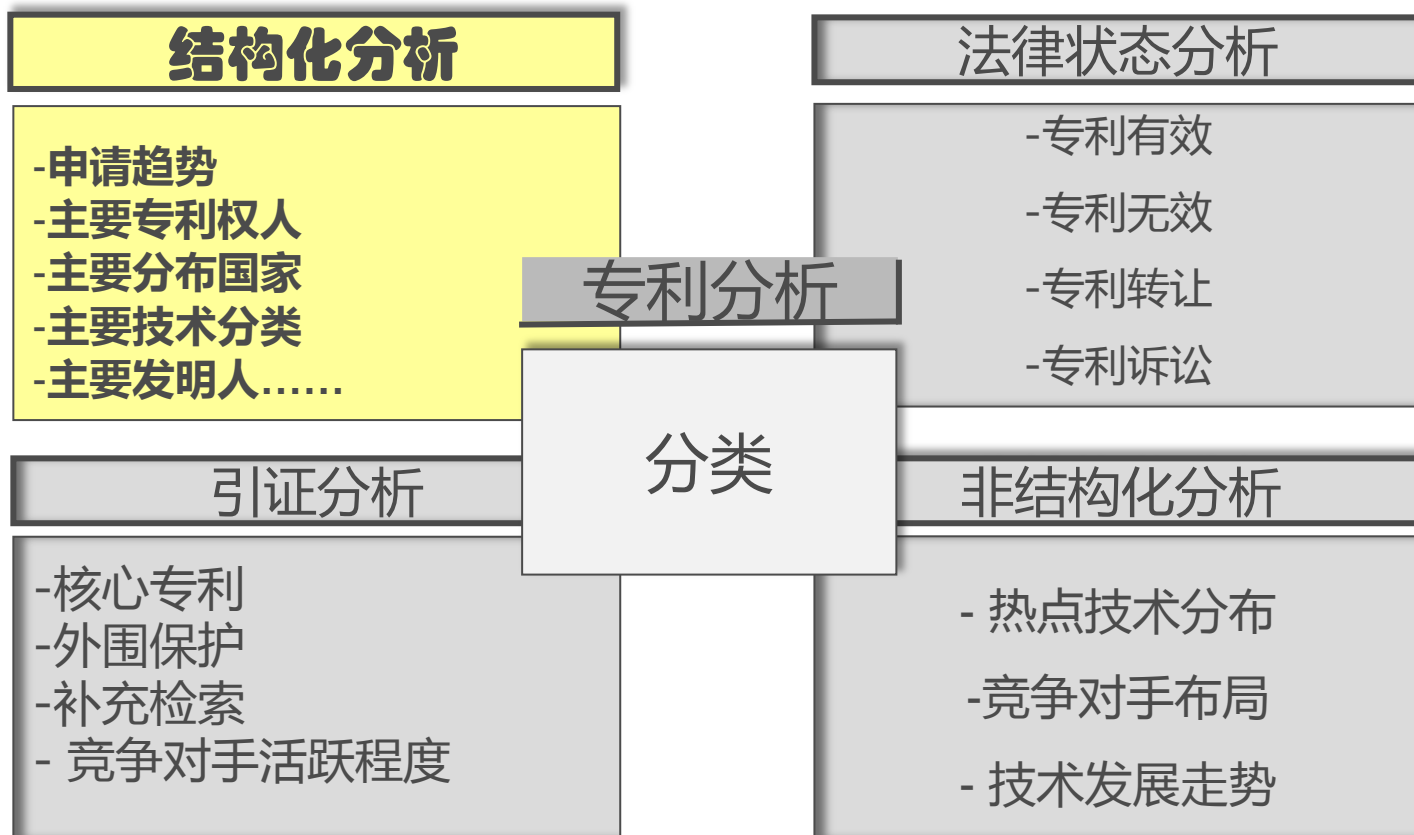 结构化分析
-申请趋势
-主要专利权人
-主要分布国家
-主要技术分类
-主要发明人……
法律状态分析
-专利有效
-专利无效
-专利转让
-专利诉讼
专利分析
分类
引证分析
-核心专利
-外围保护
-补充检索
- 竞争对手活跃程度
非结构化分析
- 热点技术分布
-竞争对手布局
- 技术发展走势